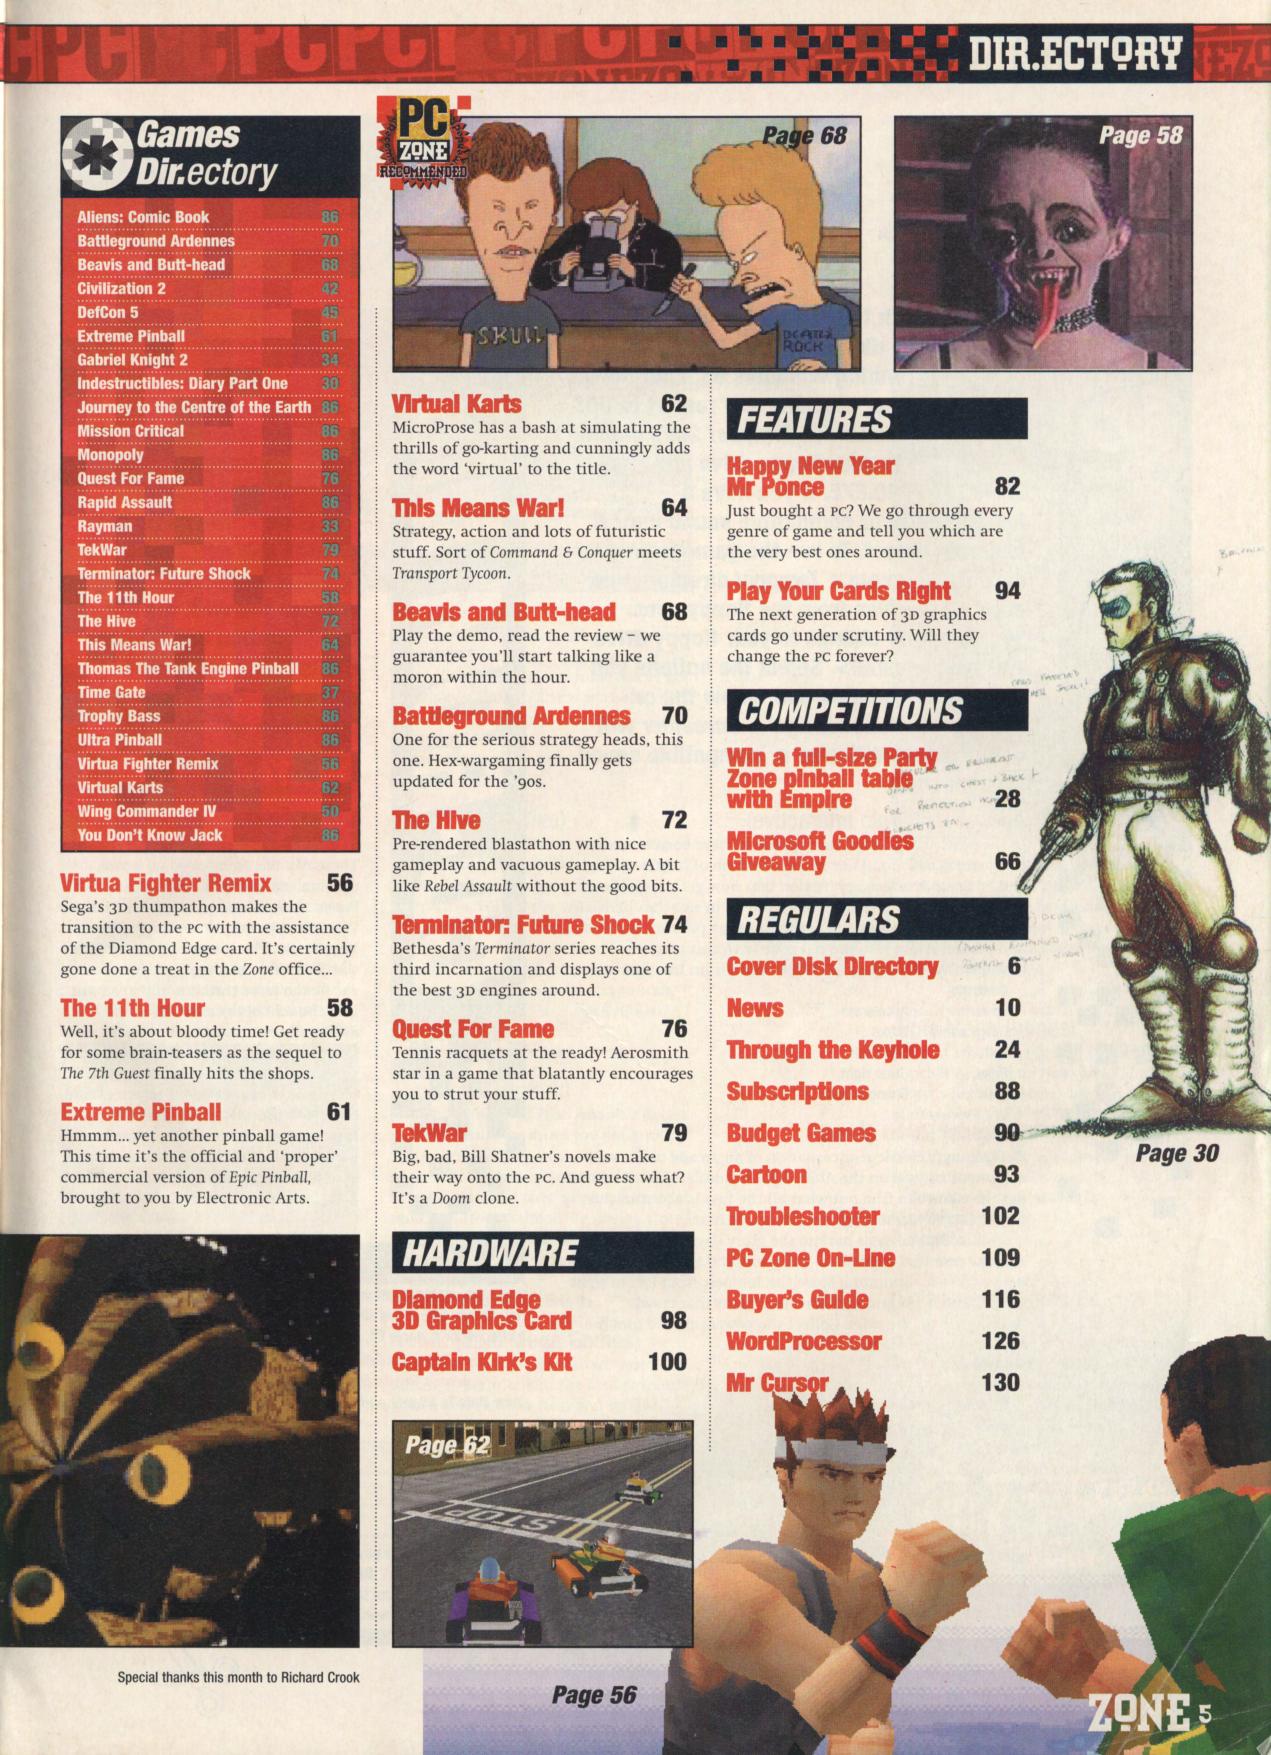 DIR.ECTORY
Games
Dir.ectory
Aliens: Comic Book 86
Battleground Ardennes 70
Beavis and Butt-head 68
Civilization 2 42
DefCon 5 45
Extreme Pinball 61
Gabriel Knight 2 34
Indestructibles: Diary Part One 30
Journey to the Centre of the Earth 86
Mission Critical 86
Monopoly 86
Quest For Fame 76
Rapid Assault 86
Rayman 33
TekWar 79
Terminator: Future Shock 74
The 11th Hour 58
The Hive 72
This Means War! 64
Thomas The Tank Engine Pinball 86
Time Gate 37
Trophy Bass 86
Ultra Pinball 86
Virtua Fighter Remix 56
Virtual Karts 62
Wing Commander IV 50
You Don't Know Jack 86
Virtua Fighter Remix 56
Sega's 3D thumpathon makes the
transition to the PC with the assistance
of the Diamond Edge card. It's certainly
gone done a treat in the Zone office...
The 11th Hour 58
Well, it's about bloody time! Get ready
for some brain-teasers as the sequel to
The 7th Guest finally hits the shops.
Extreme Pinball 61
Hmmm... yet another pinball game!
This time it's the official and 'proper'
commercial version of Epic Pinball,
brought to you by Electronic Arts.
Special thanks this month to Richard Crook
PC
ZONE
RECOMMENDED
Page 68
SKULL
DEATH
ROCK
Page 58
Virtual Karts 62
MicroProse has a bash at simulating the
thrills of go-karting and cunningly adds
the word 'virtual' to the title.
This Means War! 64
Strategy, action and lots of futuristic
stuff. Sort of Command & Conquer meets
Transport Tycoon.
Beavis and Butt-head 68
Play the demo, read the review – we
guarantee you'll start talking like a
moron within the hour.
Battleground Ardennes 70
One for the serious strategy heads, this
one. Hex-wargaming finally gets
updated for the '90s.
The Hive 72
Pre-rendered blastathon with nice
gameplay and vacuous gameplay. A bit
like Rebel Assault without the good bits.
Terminator: Future Shock 74
Bethesda's Terminator series reaches its
third incarnation and displays one of
the best 3D engines around.
Quest For Fame 76
Tennis racquets at the ready! Aerosmith
star in a game that blatantly encourages
you to strut your stuff.
TekWar 79
Big, bad, Bill Shatner's novels make
their way onto the PC. And guess what?
It's a Doom clone.
HARDWARE
Diamond Edge
3D Graphics Card 98
Captain Kirk's Kit 100
Page 62
STOP
Page 56
FEATURES
Happy New Year
Mr Ponce 82
Just bought a PC? We go through every
genre of game and tell you which are
the very best ones around.
Play Your Cards Right 94
The next generation of 3D graphics
cards go under scrutiny. Will they
change the PC forever?
COMPETITIONS
Win a full-size Party
Zone pinball table
with Empire 28
Microsoft Goodies
Giveaway 66
REGULARS
Cover Disk Directory 6
News 10
Through the Keyhole 24
Subscriptions 88
Budget Games 90
Cartoon 93
Troubleshooter 102
PC Zone On-Line 109
Buyer's Guide 116
WordProcessor 126
Mr Cursor 130
Page 30
ZONE 5